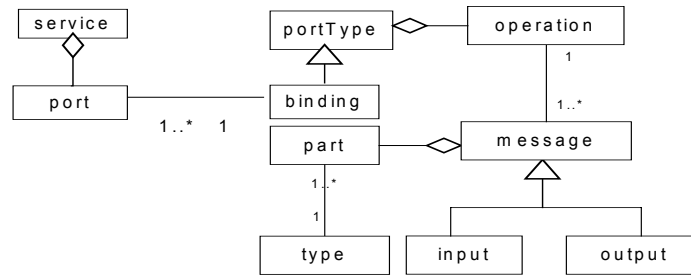 service
portType
operation
port
binding
1
1..* 1
1..*
part
message
1..*
1
type
input
output